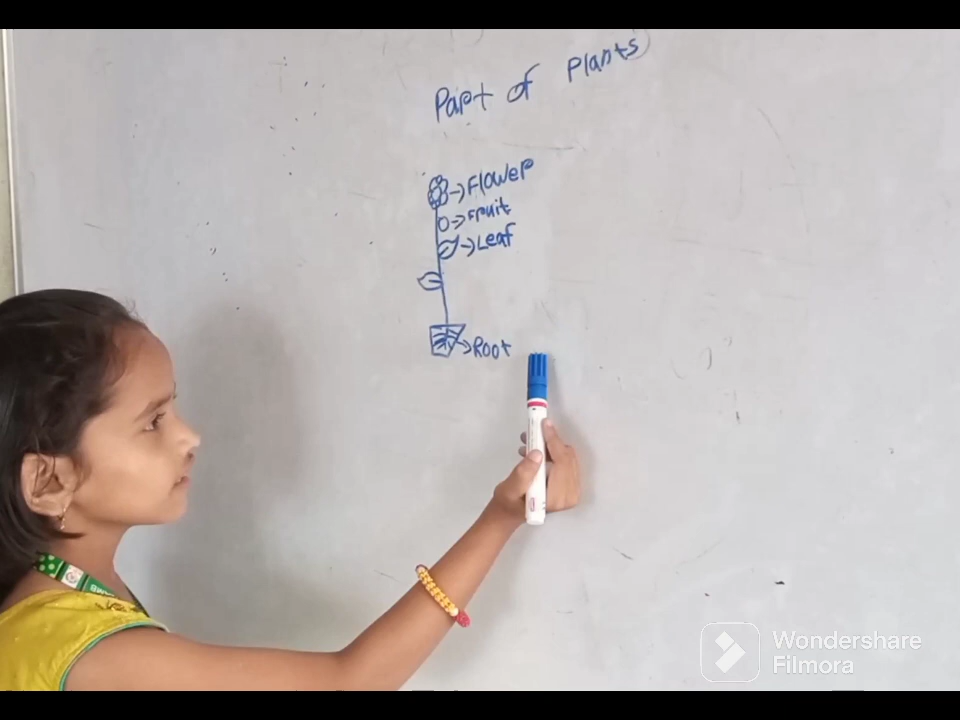 Part of Plants
→Flower
→Fruit
→Leaf
→Root
Wondershare
Filmora